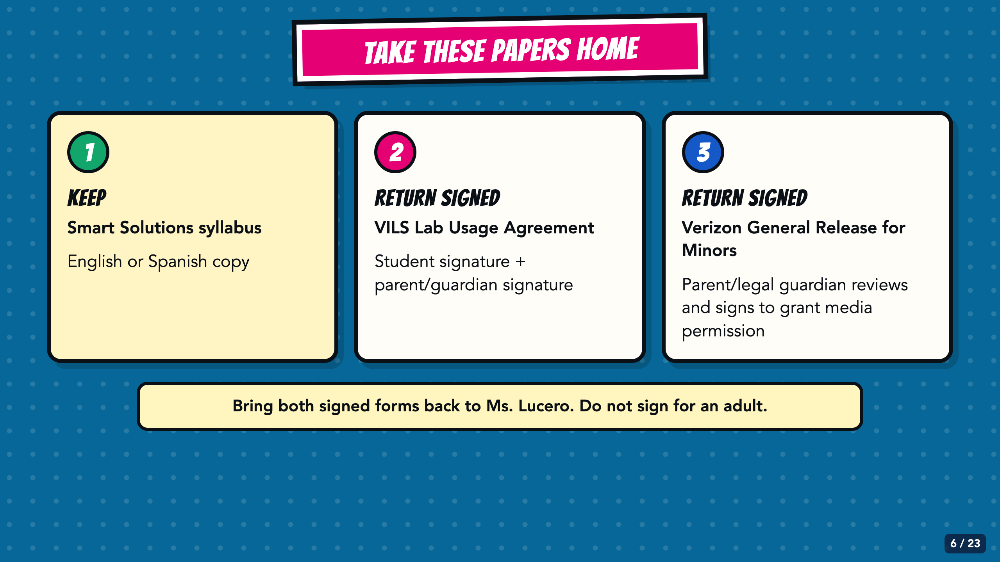 TAKE THESE PAPERS HOME
1
KEEP
Smart Solutions syllabus
English or Spanish copy
2
RETURN SIGNED
VILS Lab Usage Agreement
Student signature +
parent/guardian signature
3
RETURN SIGNED
Verizon General Release for
Minors
Parent/legal guardian reviews
and signs to grant media
permission
Bring both signed forms back to Ms. Lucero. Do not sign for an adult.
6 / 23